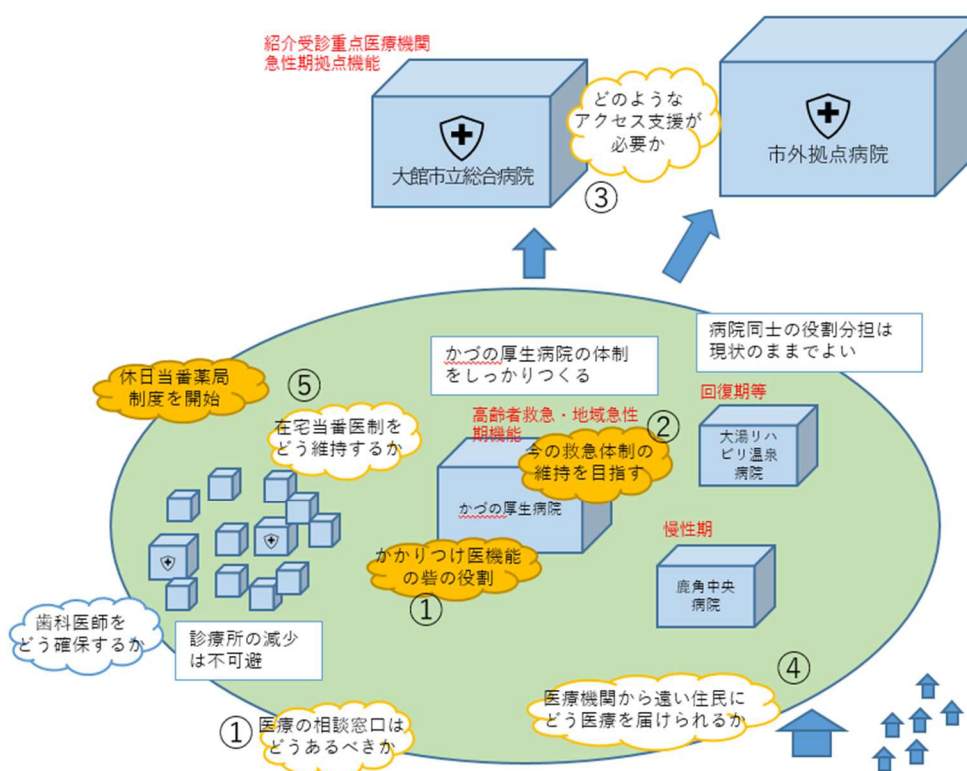 紹介受診重点医療機関
急性期拠点機能
大館市立総合病院
どのような
アクセス支援が
必要か
③
市外拠点病院
病院同士の役割分担は
現状のままでよい
かづの厚生病院の体制
をしっかりつくる
休日当番薬局
制度を開始
⑤
在宅当番医制を
どう維持するか
高齢者救急・地域急性
期機能
②
今の救急体制の
維持を目指す
かづの厚生病院
回復期等
大湯リハ
ビリ温泉
病院
慢性期
鹿角中央
病院
かかりつけ医機能
の砦の役割
①
歯科医師を
どう確保するか
診療所の減少
は不可避
①
医療の相談窓口は
どうあるべきか
④
医療機関から遠い住民に
どう医療を届けられるか